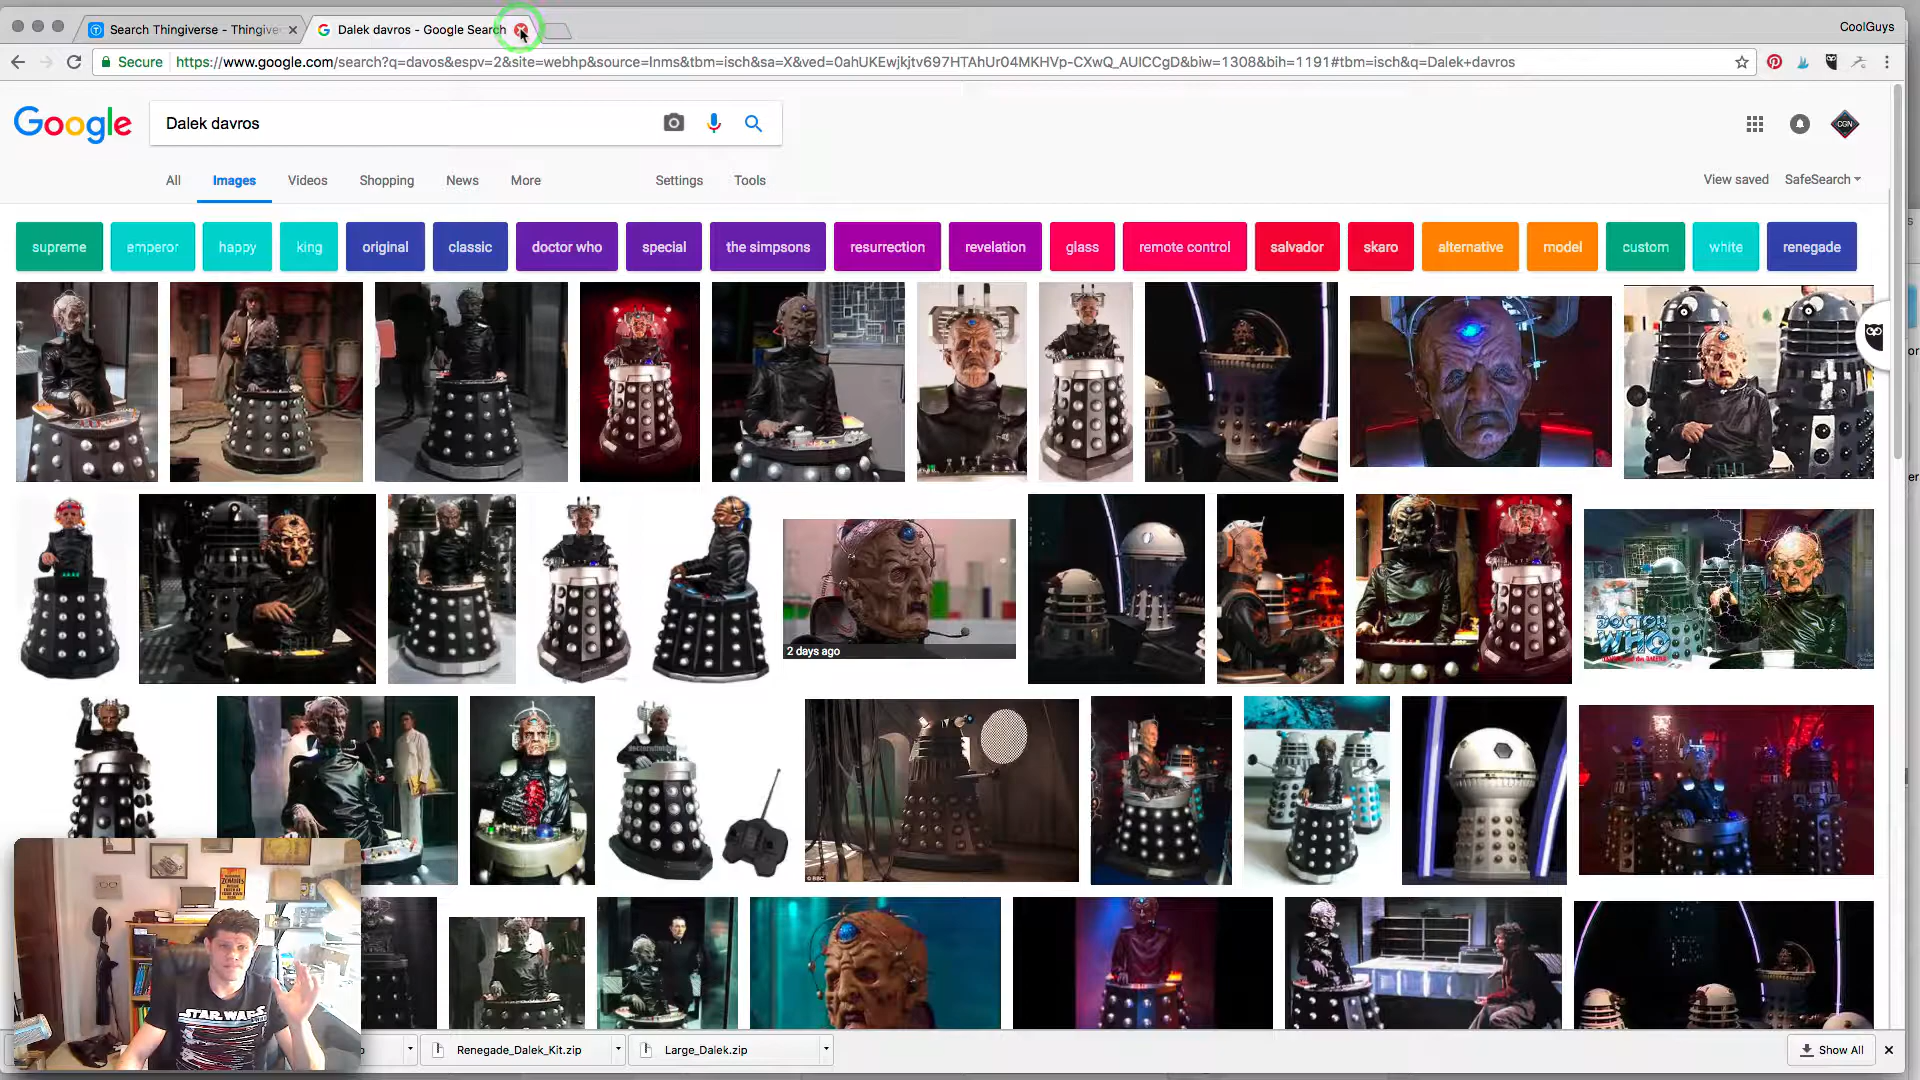 Search Thingiverse - Thingive
Dalek davros - Google Search
CoolGuys
Secure
https://www.google.com/search?q=davos&espv=2&site=webhp&source=lnms&tbm=isch&sa=X&ved=0ahUKEwjkjtv697HTAhUr04MKHVp-CXwQ_AUICCgD&biw=1308&bih=1191#tbm=isch&q=Dalek+davros
Google
Dalek davros
CGN
All
Images
Videos
Shopping
News
More
Settings
Tools
View saved
SafeSearch
supreme
emperor
happy
king
original
classic
doctor who
special
the simpsons
resurrection
revelation
glass
remote control
salvador
skaro
alternative
model
custom
white
renegade
2 days ago
DOCTOR
WHO
© BBC
ZOMBIES
STAR WARS
Renegade_Dalek_Kit.zip
Large_Dalek.zip
Show All